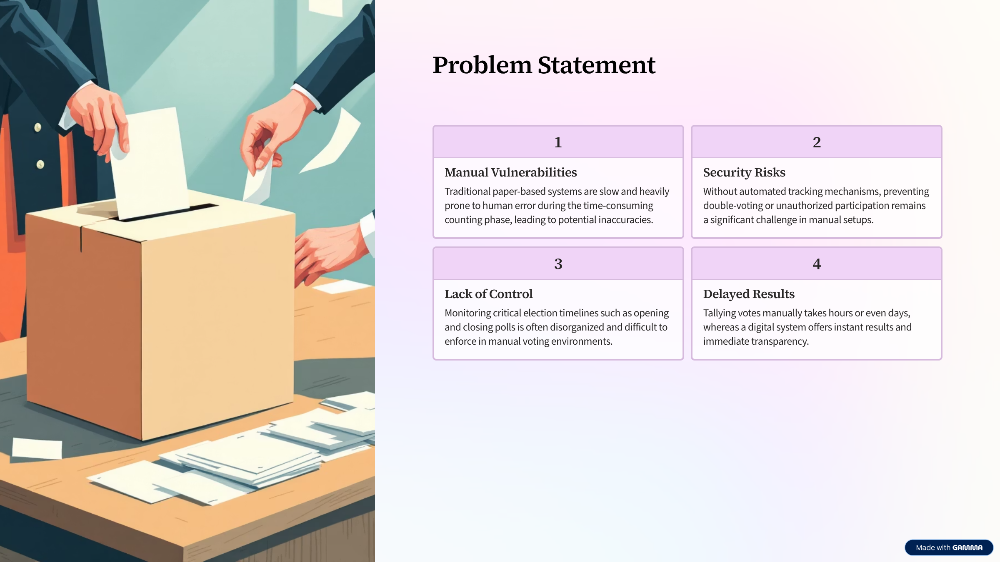 Problem Statement
1
Manual Vulnerabilities
Traditional paper-based systems are slow and heavily
prone to human error during the time-consuming
counting phase, leading to potential inaccuracies.
2
Security Risks
Without automated tracking mechanisms, preventing
double-voting or unauthorized participation remains
a significant challenge in manual setups.
3
Lack of Control
Monitoring critical election timelines such as opening
and closing polls is often disorganized and difficult to
enforce in manual voting environments.
4
Delayed Results
Tallying votes manually takes hours or even days,
whereas a digital system offers instant results and
immediate transparency.
Made with GAMMA